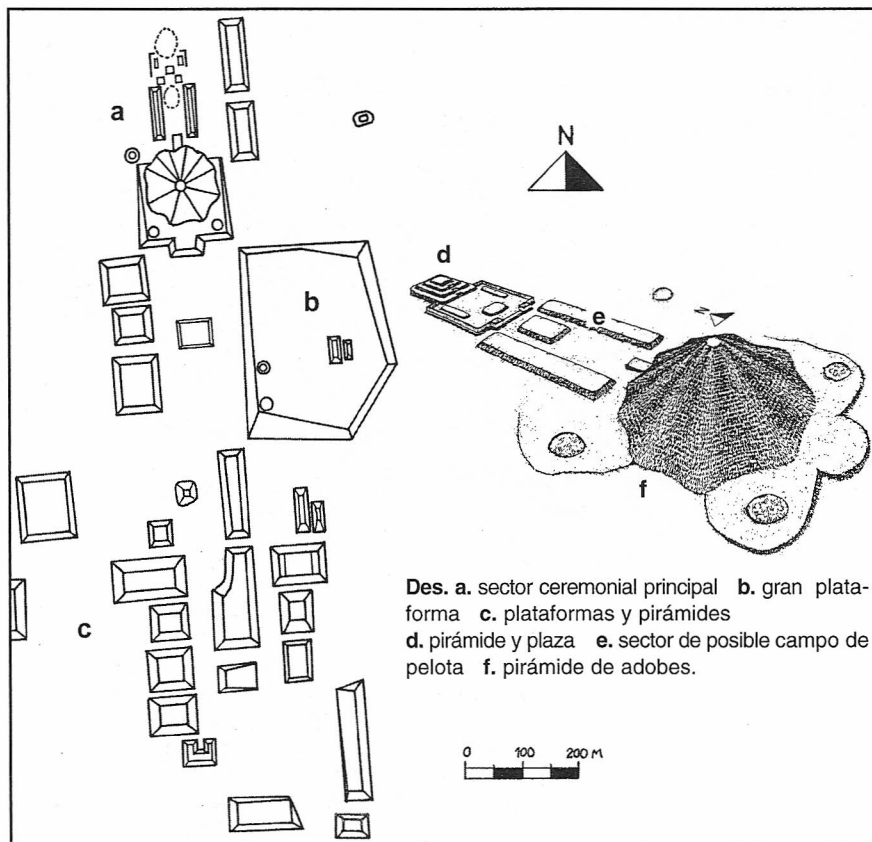 a
N
d
b
e
N
f
c
Des. a. sector ceremonial principal b. gran plata-
forma c. plataformas y pirámides
d. pirámide y plaza e. sector de posible campo de
pelota f. pirámide de adobes.
0 100 200 M